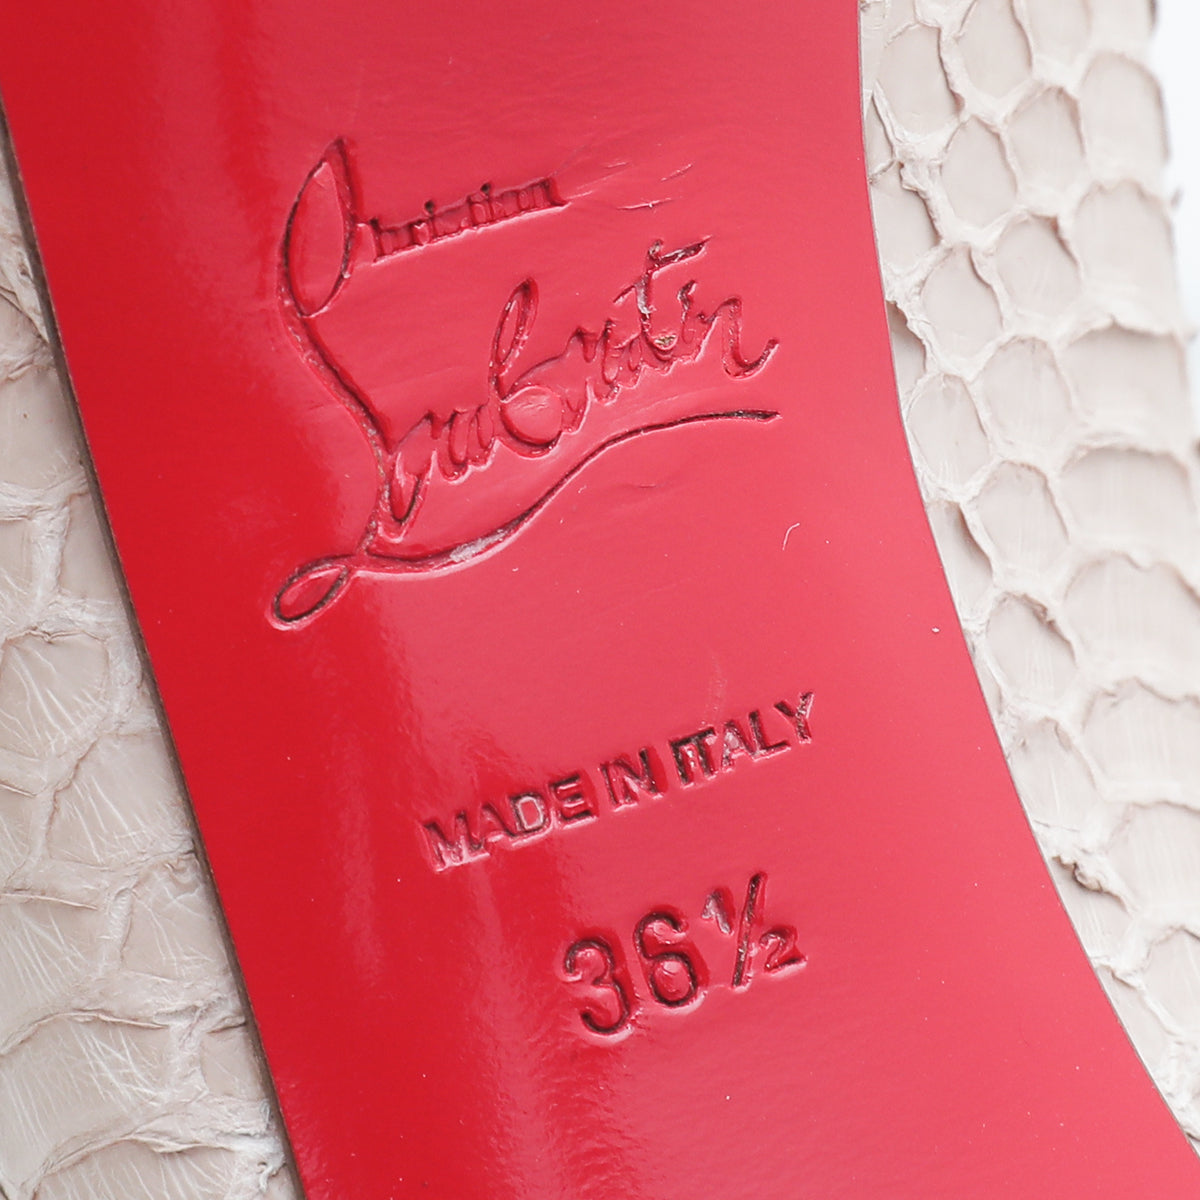 Christian
Louboutin
MADE IN ITALY
36½